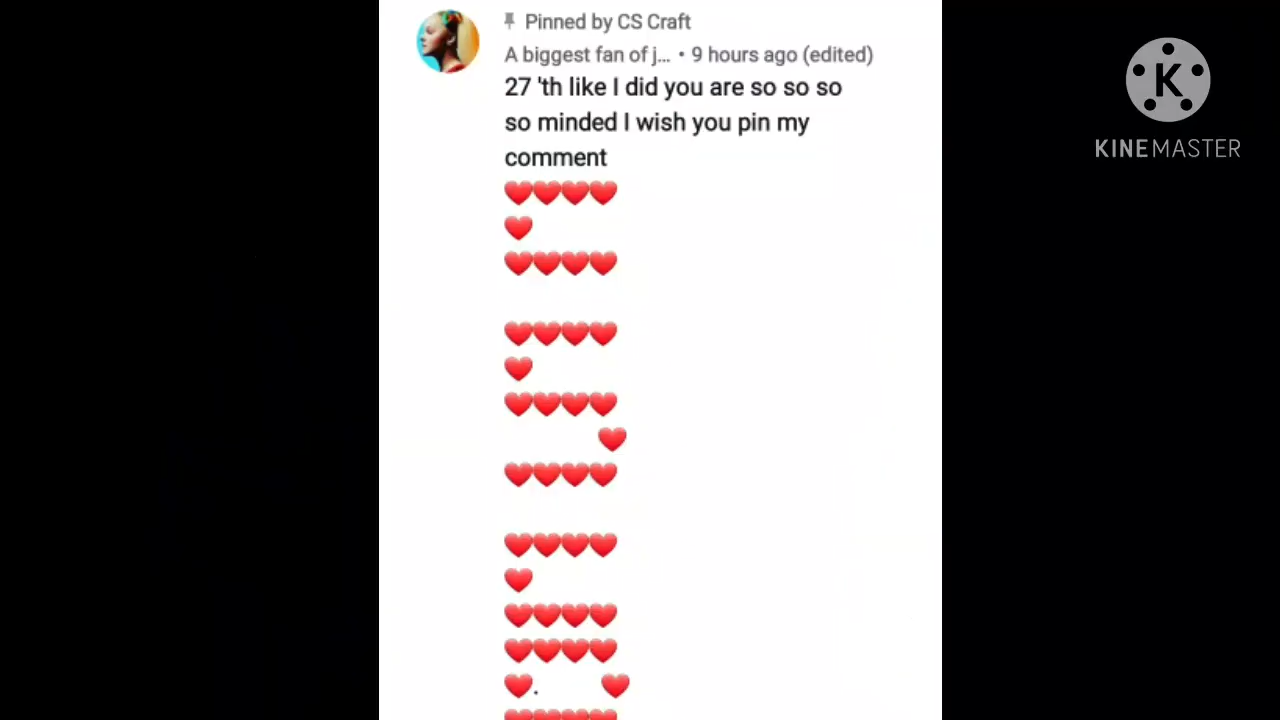 Pinned by CS Craft
A biggest fan of j... • 9 hours ago (edited)
27 'th like I did you are so so so
so minded I wish you pin my
comment
❤️❤️❤️❤️
❤️
❤️❤️❤️❤️
❤️❤️❤️❤️
❤️
❤️❤️❤️❤️
❤️
❤️❤️❤️❤️
❤️❤️❤️❤️
❤️
❤️❤️❤️❤️
❤️❤️❤️❤️
❤️. ❤️
❤️❤️❤️❤️
K
KINEMASTER